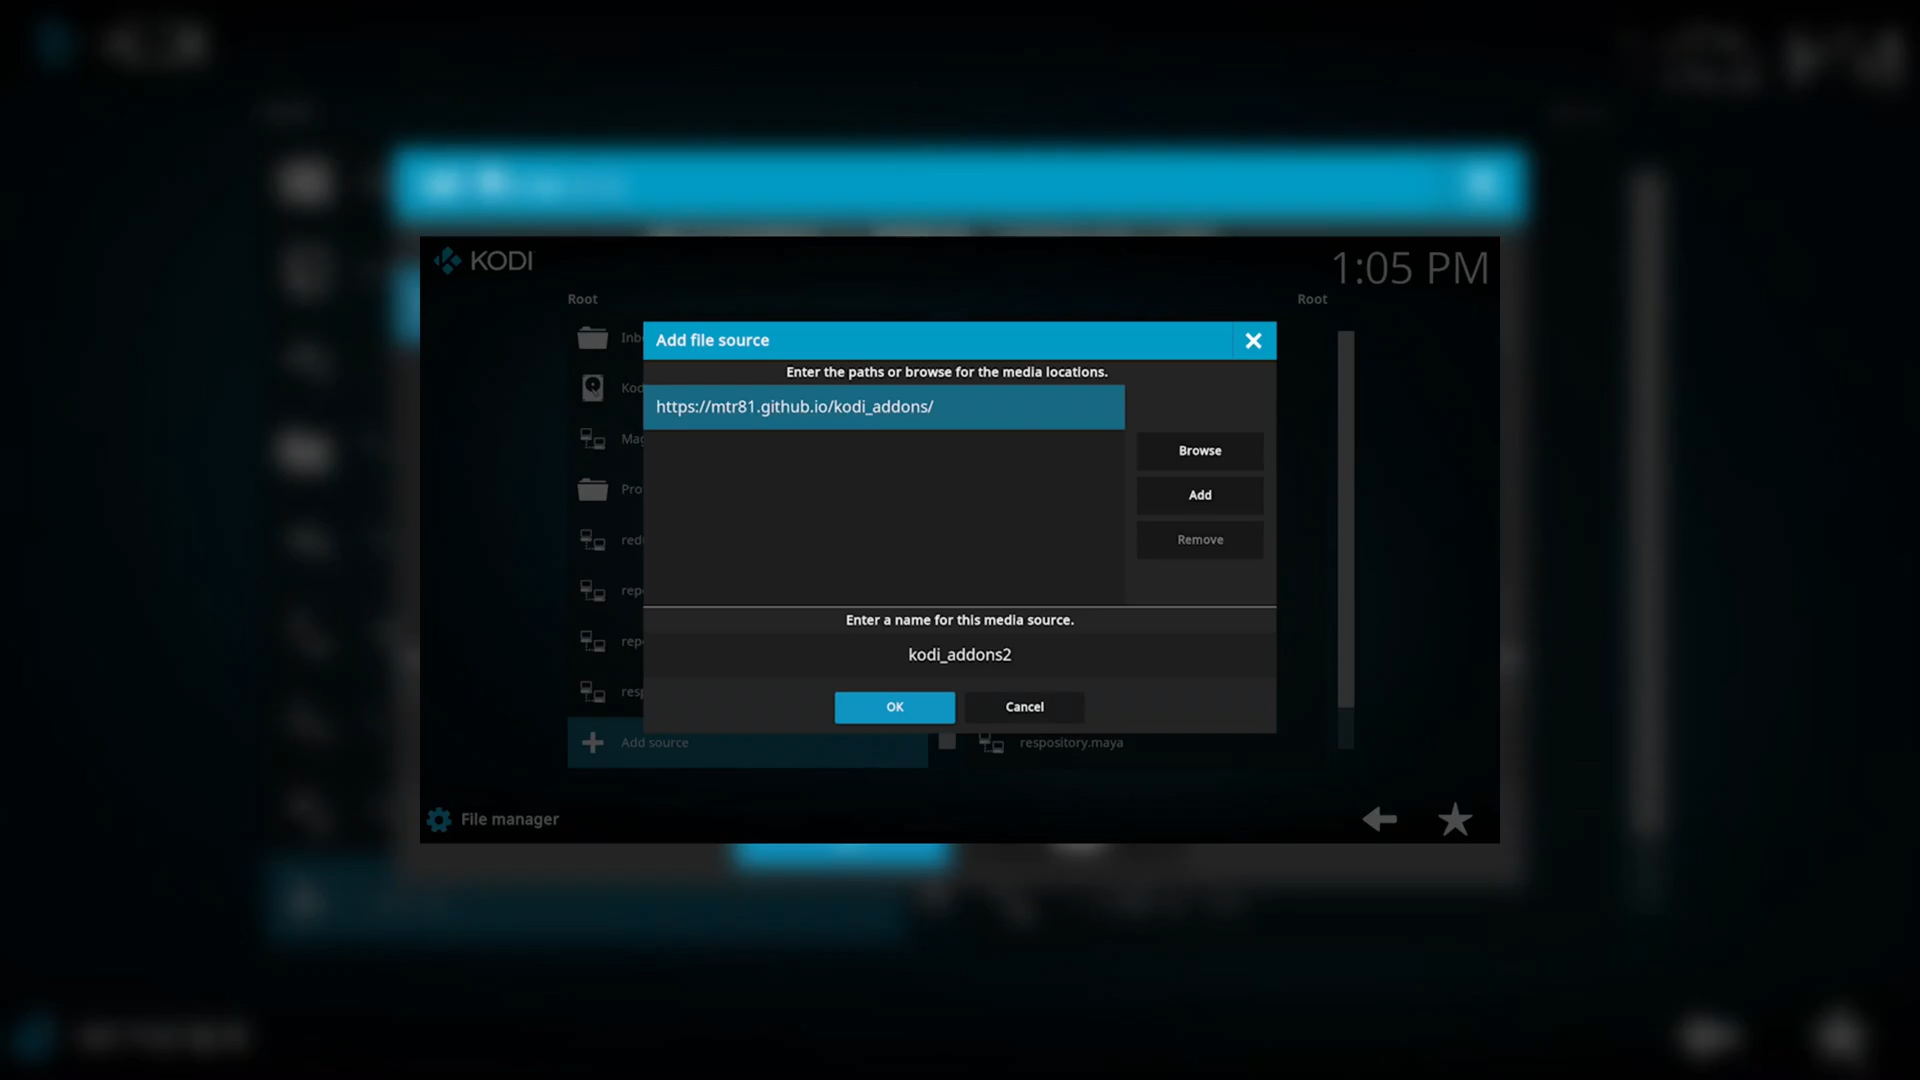 KODI
1:05 PM
Root
Root
Add file source
Enter the paths or browse for the media locations.
https://mtr81.github.io/kodi_addons/
Browse
Add
Remove
Enter a name for this media source.
kodi_addons2
OK
Cancel
Add source
respository.maya
File manager